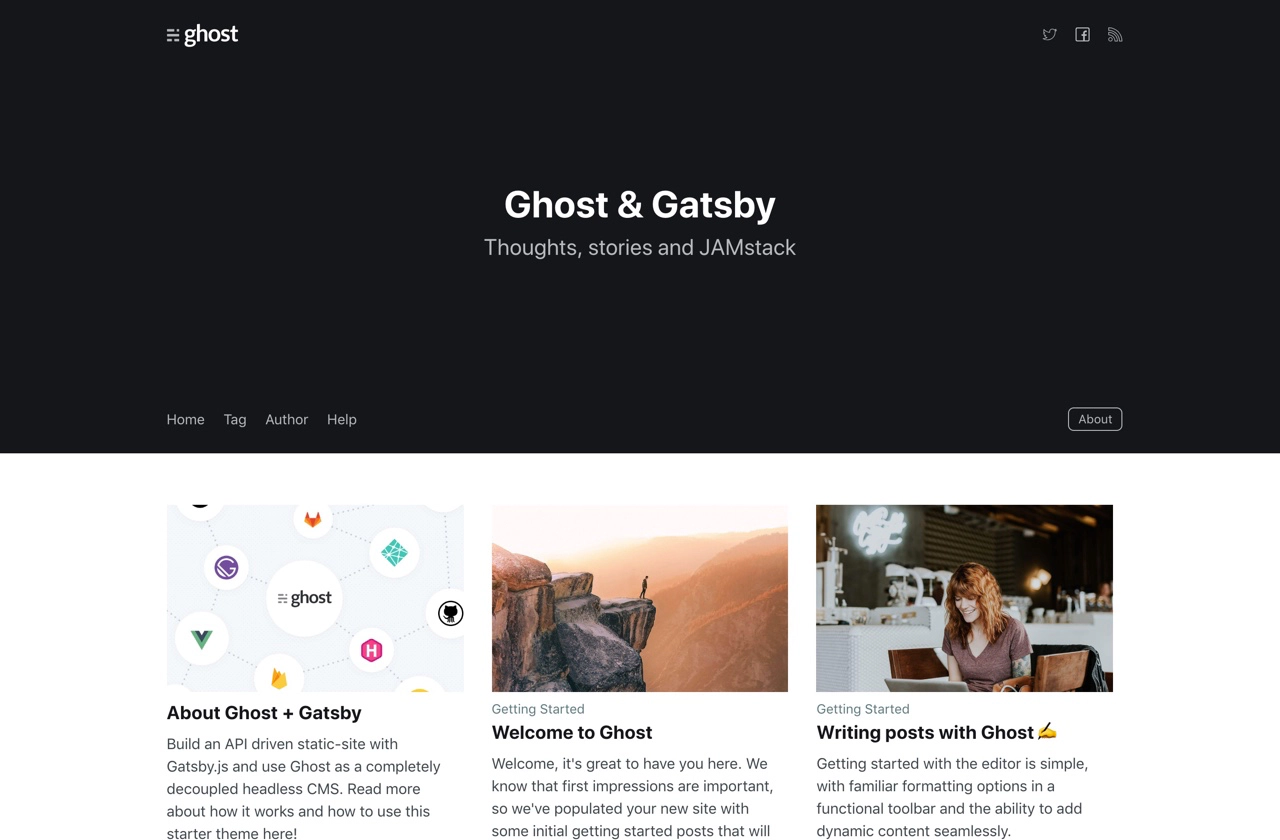 ghost
Ghost & Gatsby
Thoughts, stories and JAMstack
Home Tag Author Help About
ghost
About Ghost + Gatsby
Build an API driven static-site with
Gatsby.js and use Ghost as a completely
decoupled headless CMS. Read more
about how it works and how to use this
starter theme here!
Getting Started
Welcome to Ghost
Welcome, it's great to have you here. We
know that first impressions are important,
so we've populated your new site with
some initial getting started posts that will
Getting Started
Writing posts with Ghost ✍️
Getting started with the editor is simple,
with familiar formatting options in a
functional toolbar and the ability to add
dynamic content seamlessly.